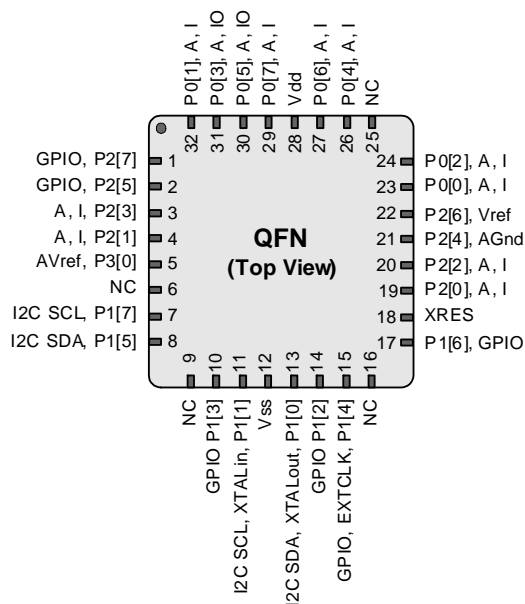 P0[1], A, I
P0[3], A, IO
P0[5], A, IO
P0[7], A, I
Vdd
P0[6], A, I
P0[4], A, I
NC
32
31
30
29
28
27
26
25
GPIO, P2[7]
1
GPIO, P2[5]
2
A, I, P2[3]
3
A, I, P2[1]
4
AVref, P3[0]
5
NC
6
I2C SCL, P1[7]
7
I2C SDA, P1[5]
8
QFN
(Top View)
24
P0[2], A, I
23
P0[0], A, I
22
P2[6], Vref
21
P2[4], AGnd
20
P2[2], A, I
19
P2[0], A, I
18
XRES
17
P1[6], GPIO
9
10
11
12
13
14
15
16
NC
GPIO P1[3]
I2C SCL, XTALin, P1[1]
Vss
I2C SDA, XTALout, P1[0]
GPIO P1[2]
GPIO, EXTCLK, P1[4]
NC